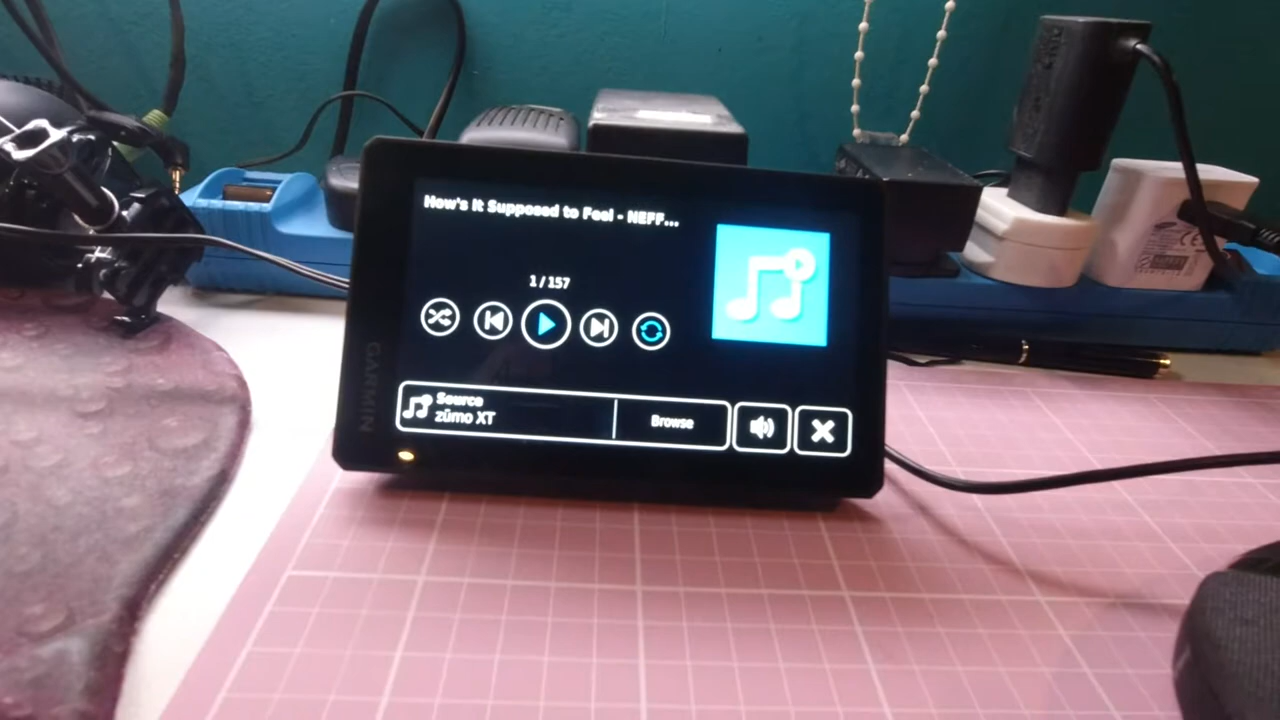 How's It Supposed to Feel - NEFF...
1 / 157
Source
zūmo XT
Browse
GARMIN